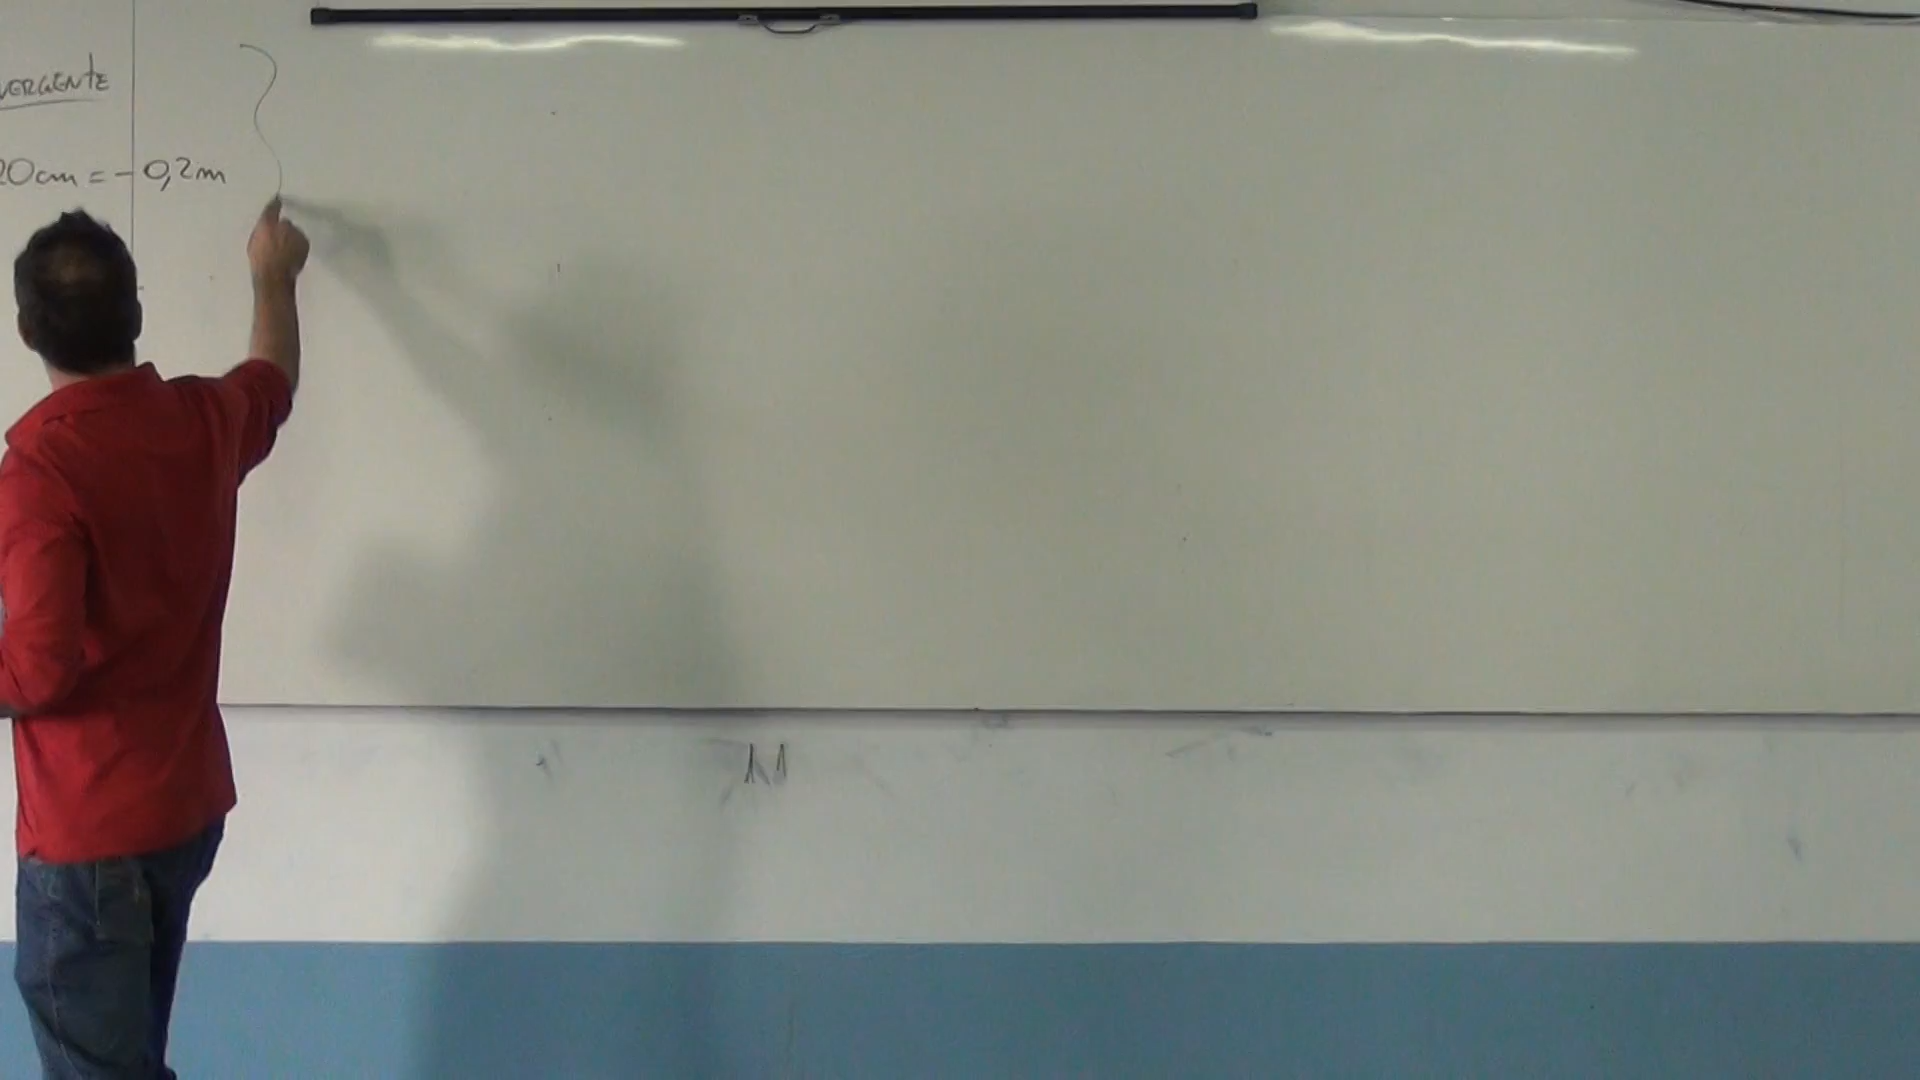 VERGENTE
20cm = - 0,2m